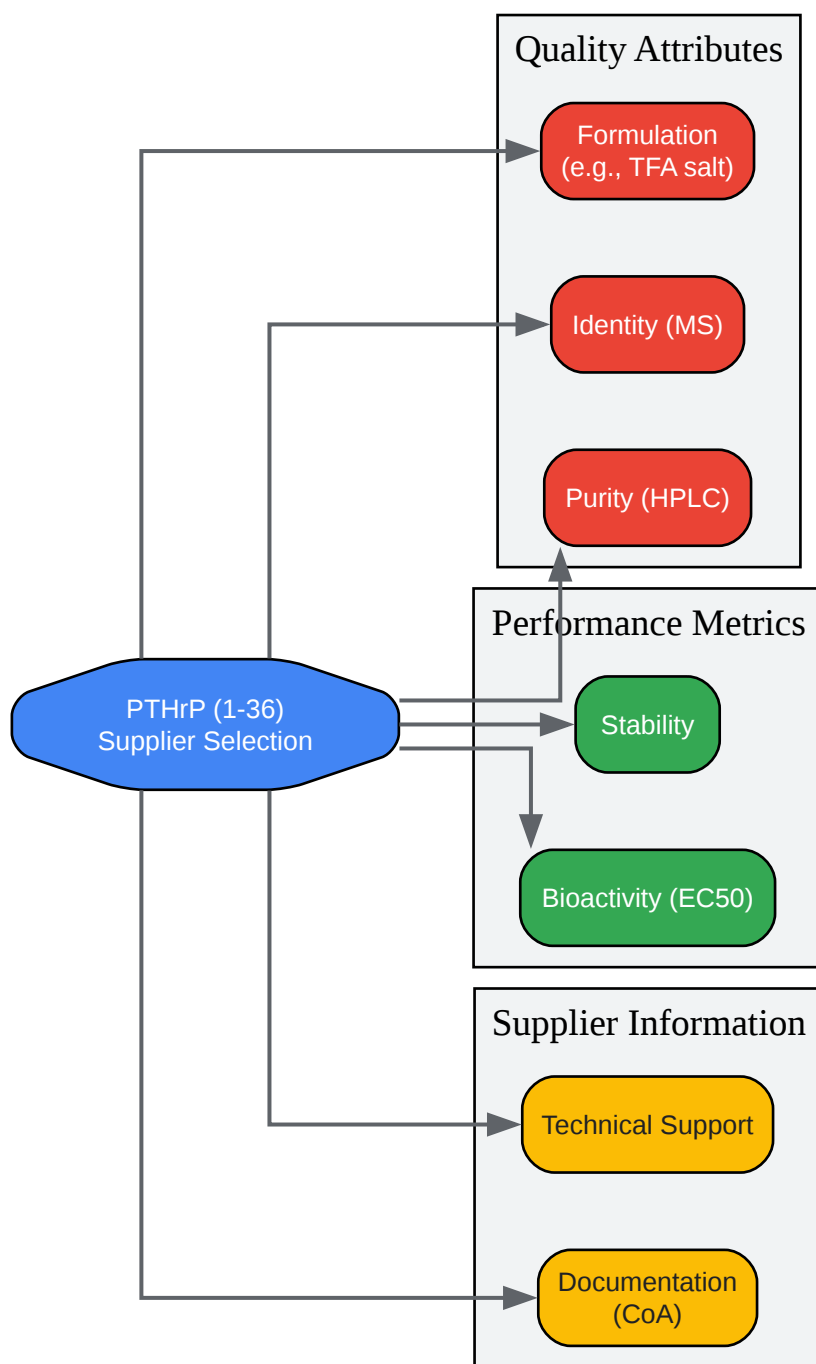 Quality Attributes
Formulation
(e.g., TFA salt)
Identity (MS)
Purity (HPLC)
Performance Metrics
PTHrP (1-36)
Supplier Selection
Stability
Bioactivity (EC50)
Supplier Information
Technical Support
Documentation
(CoA)